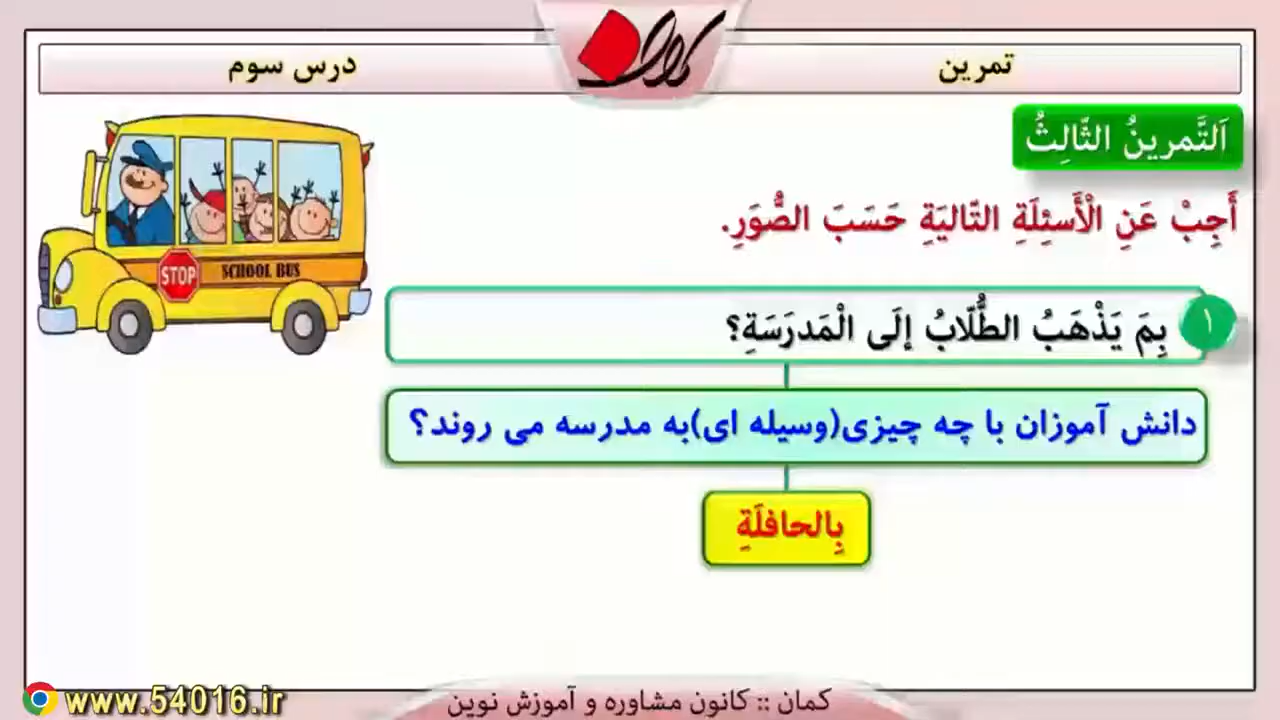 تمرین
کمان
درس سوم
اَلتَّمرینُ الثّالِثُ
أَجِبْ عَنِ الْأَسئِلَةِ التّالیَةِ حَسَبَ الصُّوَرِ.
STOP
SCHOOL BUS
۱
بِمَ یَذْهَبُ الطُّلّابُ إلَی الْمَدرَسَةِ؟
دانش آموزان با چه چیزی(وسیله ای)به مدرسه می روند؟
بِالحافلَةِ
کمان :: کانون مشاوره و آموزش نوین
www.54016.ir